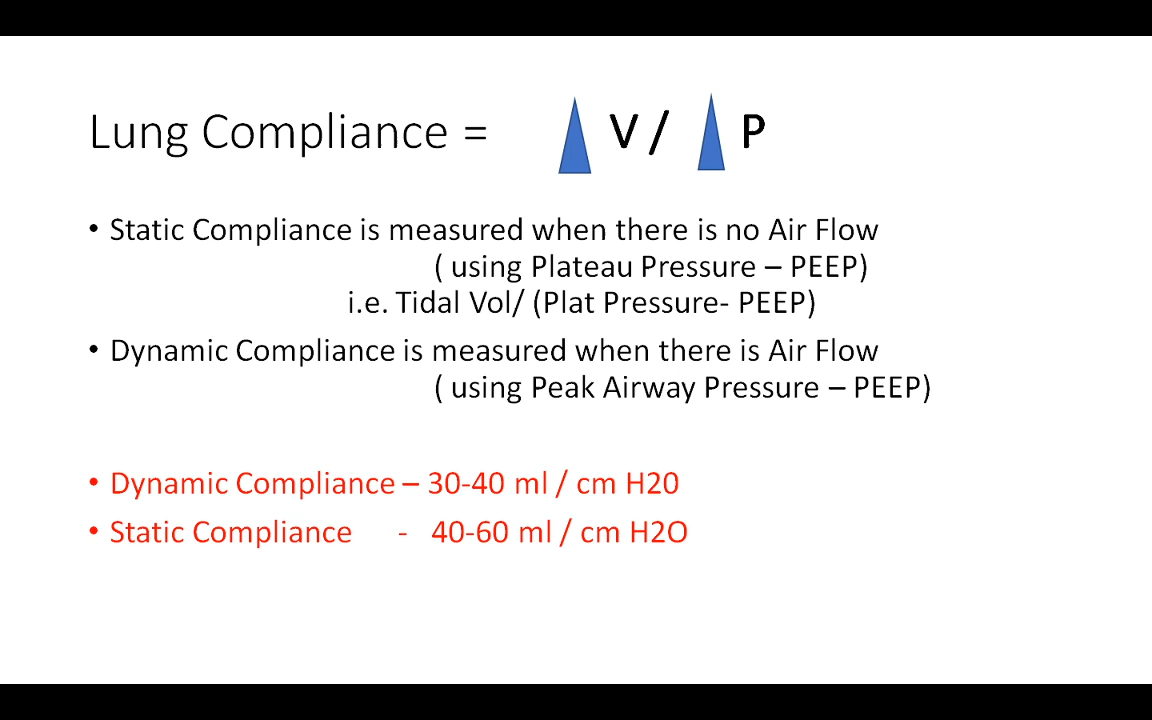 Lung Compliance = V / P
• Static Compliance is measured when there is no Air Flow
( using Plateau Pressure – PEEP)
i.e. Tidal Vol/ (Plat Pressure- PEEP)
• Dynamic Compliance is measured when there is Air Flow
( using Peak Airway Pressure – PEEP)
• Dynamic Compliance – 30-40 ml / cm H20
• Static Compliance - 40-60 ml / cm H2O